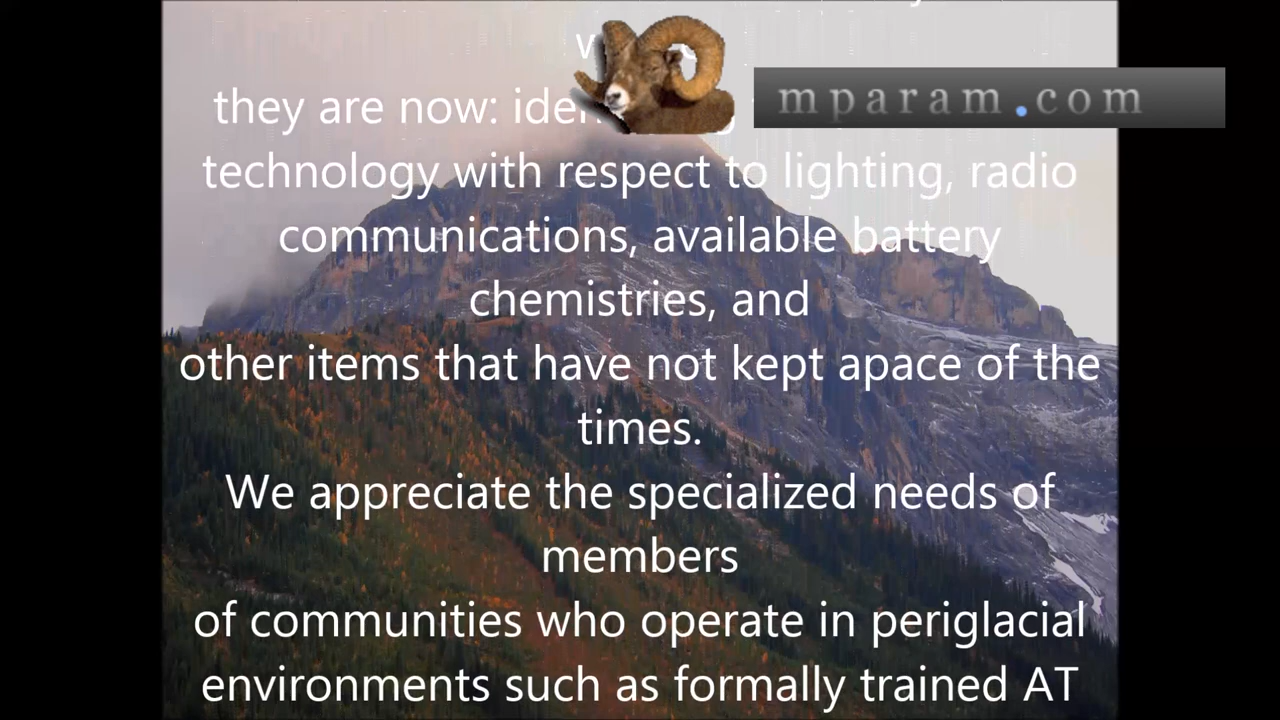 mparam.com
they are now:
technology with respect to lighting, radio
communications, available battery
chemistries, and
other items that have not kept apace of the
times.
We appreciate the specialized needs of
members
of communities who operate in periglacial
environments such as formally trained AT